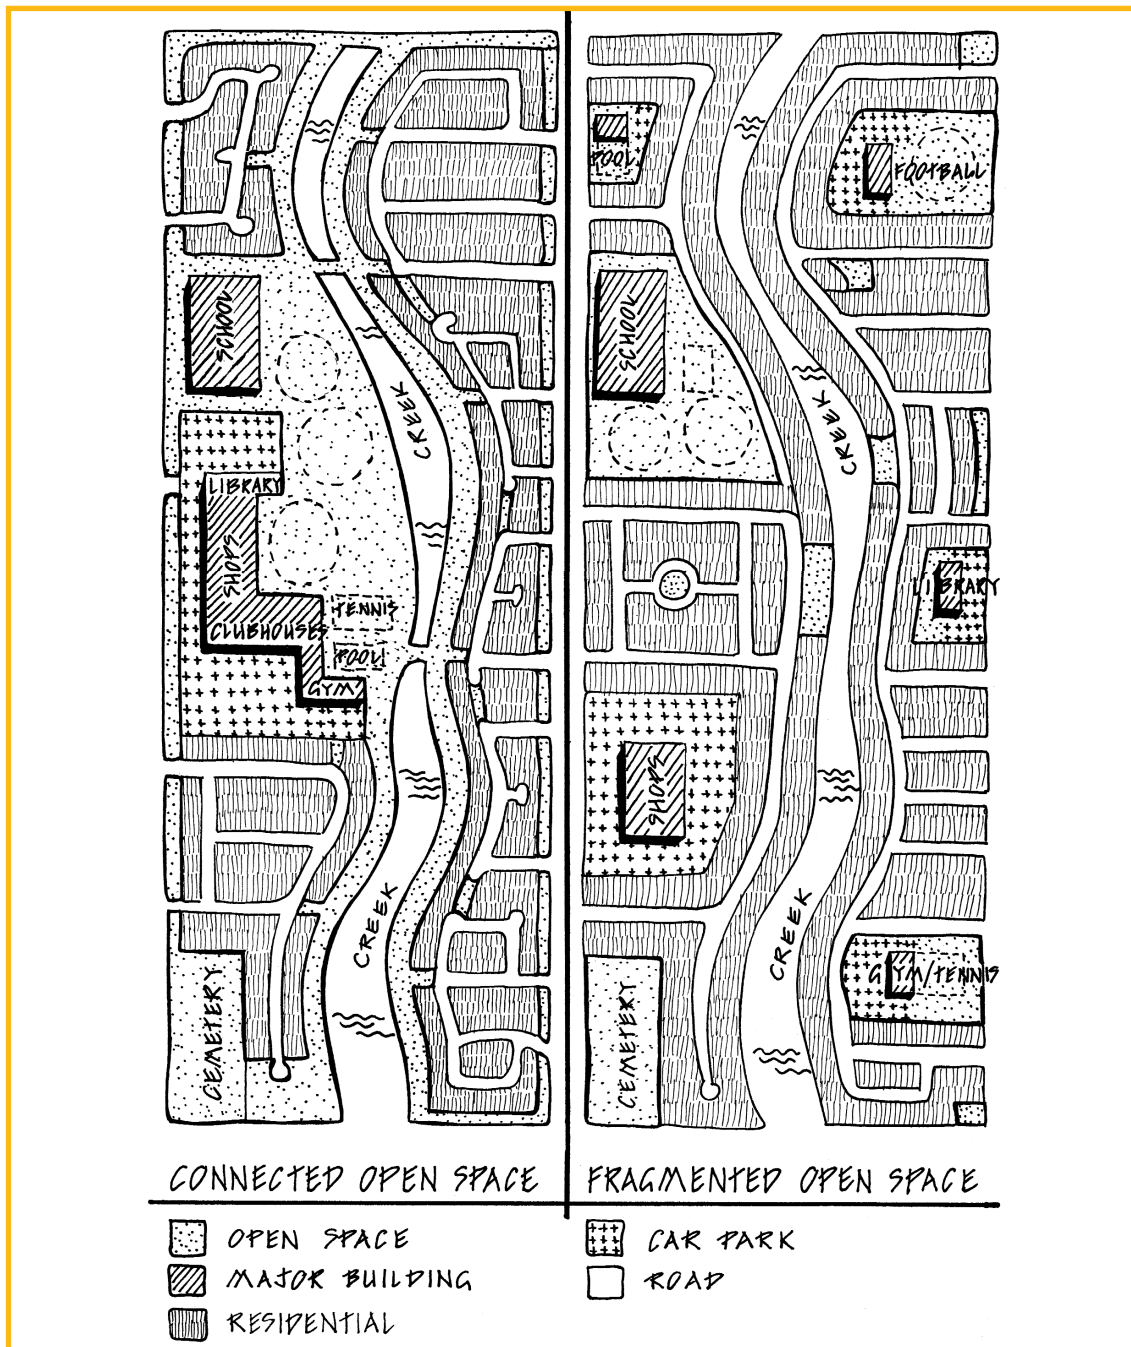 SCHOOL
CREEK
LIBRARY
SHOPS
TENNIS
CLUBHOUSES
POOL
GYM
CREEK
CEMETERY
CONNECTED OPEN SPACE
POOL
FOOTBALL
SCHOOL
CREEK
LIBRARY
SHOPS
CREEK
GYM/TENNIS
CEMETERY
FRAGMENTED OPEN SPACE
OPEN SPACE
MAJOR BUILDING
RESIDENTIAL
CAR PARK
ROAD